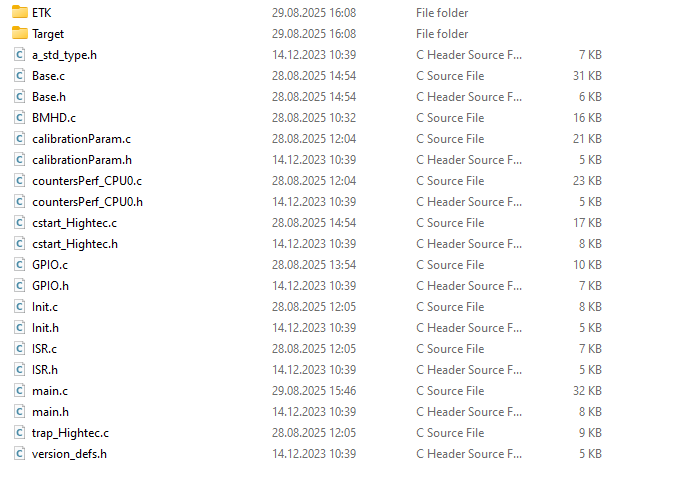 ETK 29.08.2025 16:08 File folder
Target 29.08.2025 16:08 File folder
C a_std_type.h 14.12.2023 10:39 C Header Source F... 7 KB
C Base.c 28.08.2025 14:54 C Source File 31 KB
C Base.h 28.08.2025 14:54 C Header Source F... 6 KB
C BMHD.c 28.08.2025 10:32 C Source File 16 KB
C calibrationParam.c 28.08.2025 12:04 C Source File 21 KB
C calibrationParam.h 14.12.2023 10:39 C Header Source F... 5 KB
C countersPerf_CPU0.c 28.08.2025 12:04 C Source File 23 KB
C countersPerf_CPU0.h 14.12.2023 10:39 C Header Source F... 5 KB
C cstart_Hightec.c 28.08.2025 14:54 C Source File 17 KB
C cstart_Hightec.h 14.12.2023 10:39 C Header Source F... 8 KB
C GPIO.c 28.08.2025 13:54 C Source File 10 KB
C GPIO.h 14.12.2023 10:39 C Header Source F... 7 KB
C Init.c 28.08.2025 12:05 C Source File 8 KB
C Init.h 14.12.2023 10:39 C Header Source F... 5 KB
C ISR.c 28.08.2025 12:05 C Source File 7 KB
C ISR.h 14.12.2023 10:39 C Header Source F... 5 KB
C main.c 29.08.2025 15:46 C Source File 32 KB
C main.h 14.12.2023 10:39 C Header Source F... 8 KB
C trap_Hightec.c 28.08.2025 12:05 C Source File 9 KB
C version_defs.h 14.12.2023 10:39 C Header Source F... 5 KB